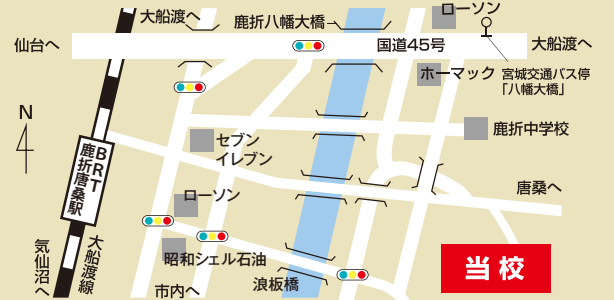 大船渡へ
鹿折八幡大橋
ローソン
仙台へ
国道45号
大船渡へ
ホーマック
宮城交通バス停
「八幡大橋」
N
鹿折中学校
セブン
イレブン
BRT
鹿折唐桑駅
ローソン
唐桑へ
昭和シェル石油
大船渡線
気仙沼へ
市内へ
浪板橋
当校